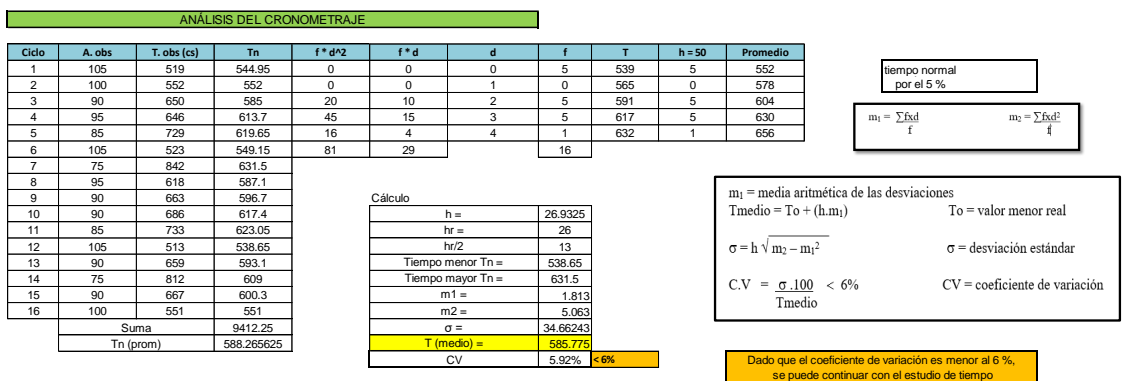 ANÁLISIS DEL CRONOMETRAJE
Ciclo A. obs T. obs (cs) Tn f * d^2 f * d d f T h = 50 Promedio
1 105 519 544.95 0 0 0 5 539 5 552
2 100 552 552 0 0 1 0 565 0 578
3 90 650 585 20 10 2 5 591 5 604
4 95 646 613.7 45 15 3 5 617 5 630
5 85 729 619.65 16 4 4 1 632 1 656
6 105 523 549.15 81 29 16
7 75 842 631.5
8 95 618 587.1
9 90 663 596.7
10 90 686 617.4
11 85 733 623.05
12 105 513 538.65
13 90 659 593.1
14 75 812 609
15 90 667 600.3
16 100 551 551
Suma 9412.25
Tn (prom) 588.265625
Cálculo
h = 26.9325
hr = 26
hr/2 13
Tiempo menor Tn = 538.65
Tiempo mayor Tn = 631.5
m1 = 1.813
m2 = 5.063
σ = 34.66243
T (medio) = 585.775
CV 5.92% < 6%
tiempo normal
por el 5 %
m₁ = ∑fxd m₂ = ∑fxd²
f f
m₁ = media aritmética de las desviaciones
Tmedio = To + (h.m₁) To = valor menor real
σ = h √ m₂ – m₁² σ = desviación estándar
C.V = σ .100 < 6% CV = coeficiente de variación
Tmedio
Dado que el coeficiente de variación es menor al 6 %,
se puede continuar con el estudio de tiempo